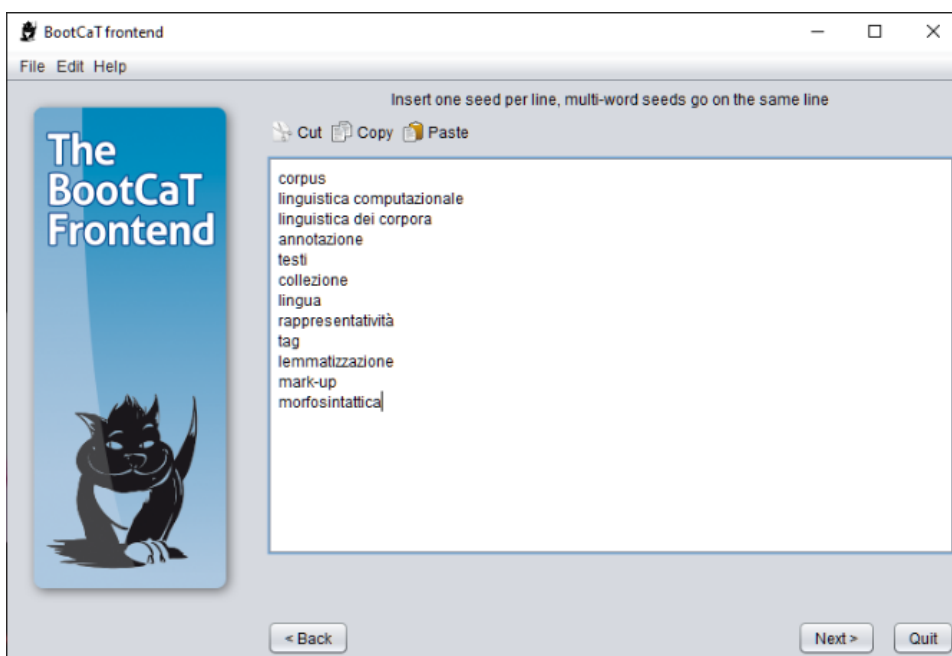 BootCaT frontend
File Edit Help
The
BootCaT
Frontend
Insert one seed per line, multi-word seeds go on the same line
Cut Copy Paste
corpus
linguistica computazionale
linguistica dei corpora
annotazione
testi
collezione
lingua
rappresentatività
tag
lemmatizzazione
mark-up
morfosintattica
< Back Next > Quit